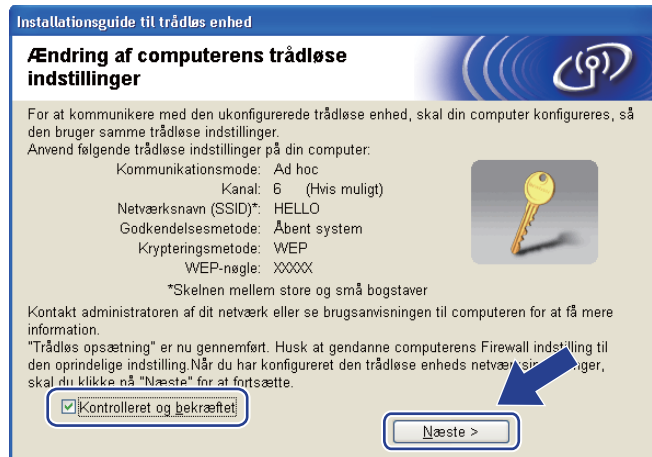 Installationsguide til trådløs enhed
Ændring af computerens trådløse
indstillinger
For at kommunikere med den ukonfigurerede trådløse enhed, skal din computer konfigureres, så
den bruger samme trådløse indstillinger.
Anvend følgende trådløse indstillinger på din computer:
Kommunikationsmode: Ad hoc
Kanal: 6 (Hvis muligt)
Netværksnavn (SSID)*: HELLO
Godkendelsesmetode: Åbent system
Krypteringsmetode: WEP
WEP-nøgle: XXXXX
*Skelnen mellem store og små bogstaver
Kontakt administratoren af dit netværk eller se brugsanvisningen til computeren for at få mere
information.
"Trådløs opsætning" er nu gennemført. Husk at gendanne computerens Firewall indstilling til
den oprindelige indstilling.Når du har konfigureret den trådløse enheds
skal du klikke på "Næste" for at fortsætte.
Kontrolleret og bekræftet
Næste >